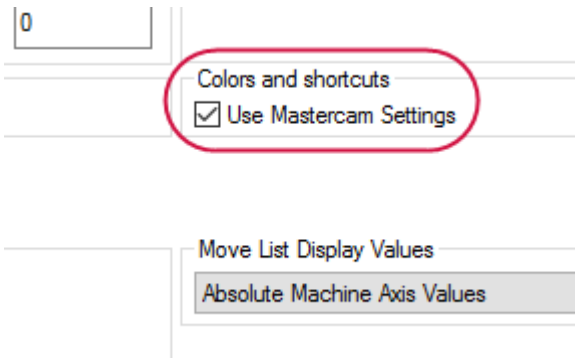 0
Colors and shortcuts
Use Mastercam Settings
Move List Display Values
Absolute Machine Axis Values